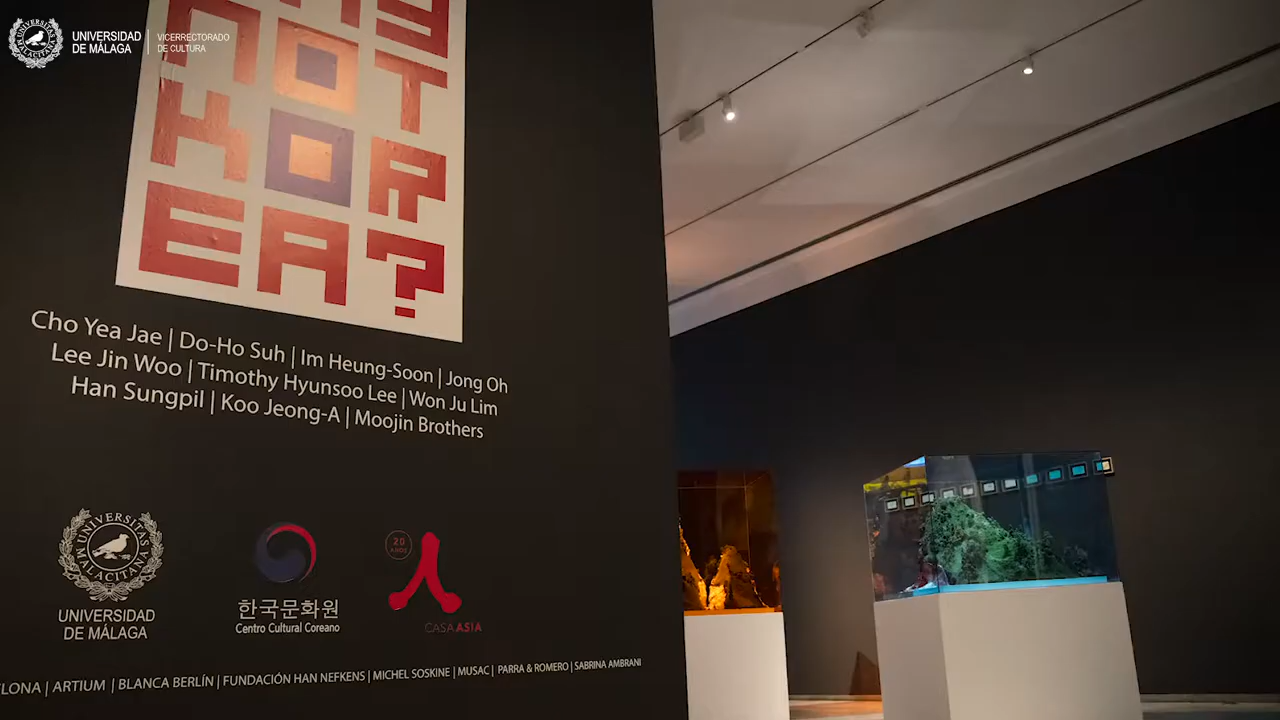 UNIVERSIDAD
DE MÁLAGA
VICERRECTORADO
DE CULTURA
KOR
EA?
Cho Yea Jae | Do-Ho Suh | Im Heung-Soon | Jong Oh
Lee Jin Woo | Timothy Hyunsoo Lee | Won Ju Lim
Han Sungpil | Koo Jeong-A | Moojin Brothers
UNIVERSITAS MALACITANA
UNIVERSIDAD
DE MÁLAGA
한국문화원
Centro Cultural Coreano
20
AÑOS
CASA ASIA
LONA | ARTIUM | BLANCA BERLÍN | FUNDACIÓN HAN NEFKENS | MICHEL SOSKINE | MUSAC | PARRA & ROMERO | SABRINA AMBRANI